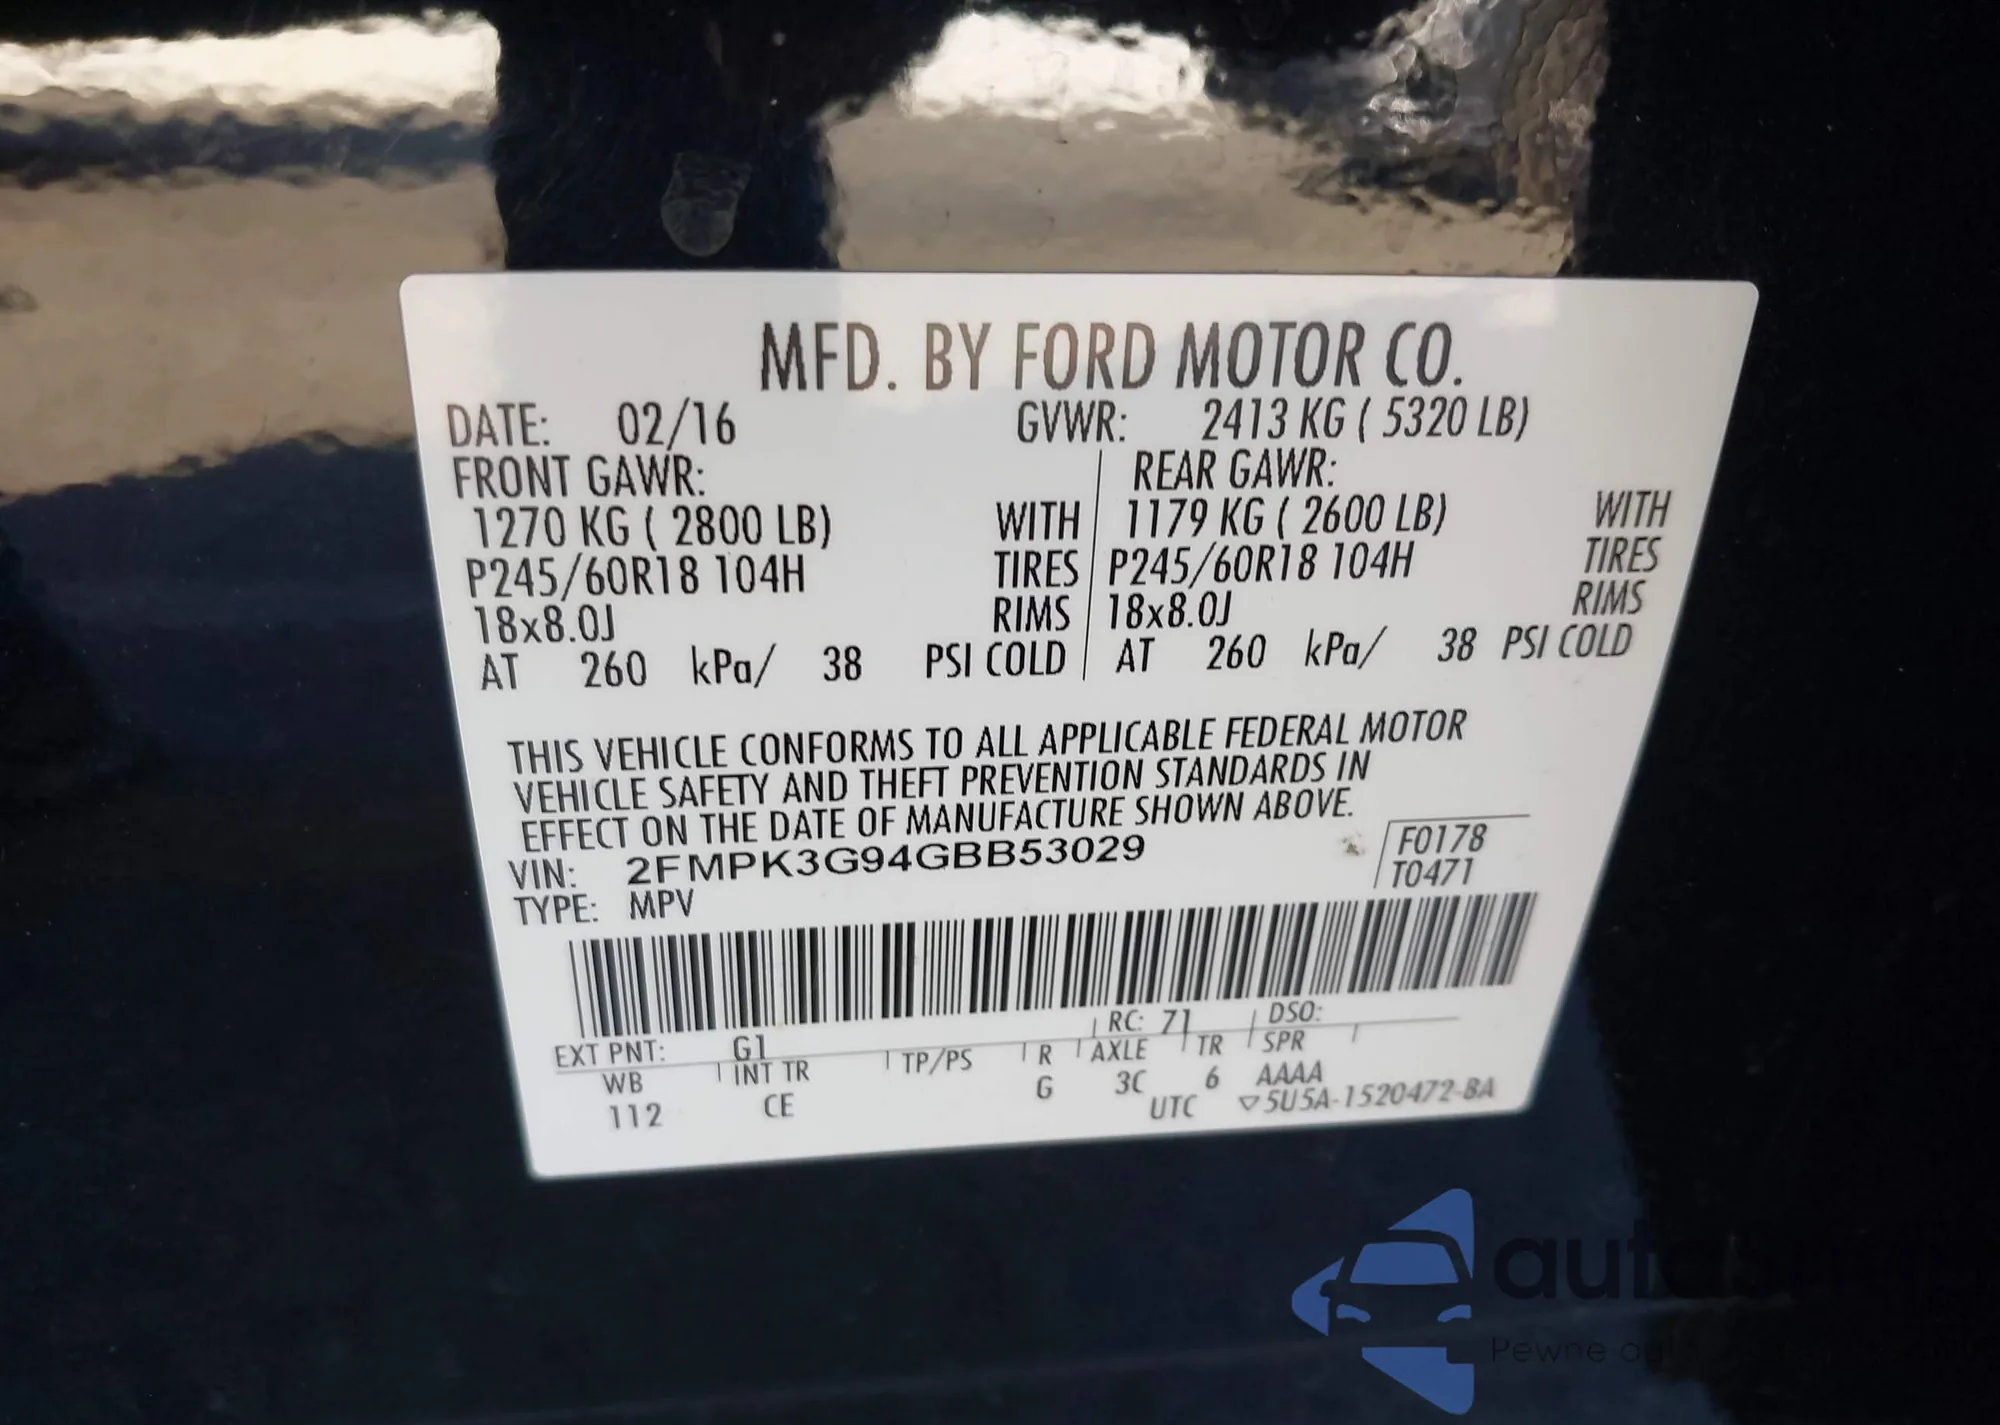 MFD. BY FORD MOTOR CO.
DATE: 02/16 GVWR: 2413 KG ( 5320 LB)
FRONT GAWR: REAR GAWR:
1270 KG ( 2800 LB) WITH 1179 KG ( 2600 LB) WITH
P245/60R18 104H TIRES P245/60R18 104H TIRES
18x8.0J RIMS 18x8.0J RIMS
AT 260 kPa/ 38 PSI COLD AT 260 kPa/ 38 PSI COLD
THIS VEHICLE CONFORMS TO ALL APPLICABLE FEDERAL MOTOR
VEHICLE SAFETY AND THEFT PREVENTION STANDARDS IN
EFFECT ON THE DATE OF MANUFACTURE SHOWN ABOVE.
VIN: 2FMPK3G94GBB53029 F0178
TYPE: MPV T0471
EXT PNT: G1 RC: 71 DSO:
WB INT TR TP/PS R AXLE TR SPR
112 CE G 3C 6 AAAA
UTC ▽5U5A-1520472-BA
Pewne